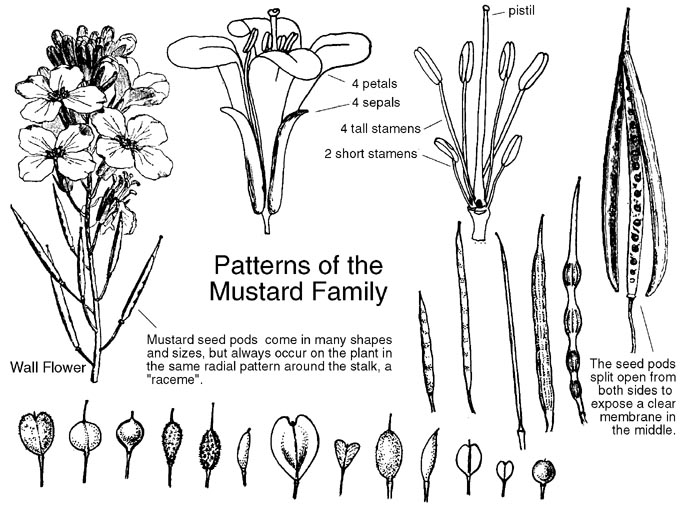 pistil
4 petals
4 sepals
4 tall stamens
2 short stamens
Patterns of the
Mustard Family
Wall Flower
Mustard seed pods come in many shapes
and sizes, but always occur on the plant in
the same radial pattern around the stalk, a
"raceme".
The seed pods
split open from
both sides to
expose a clear
membrane in
the middle.